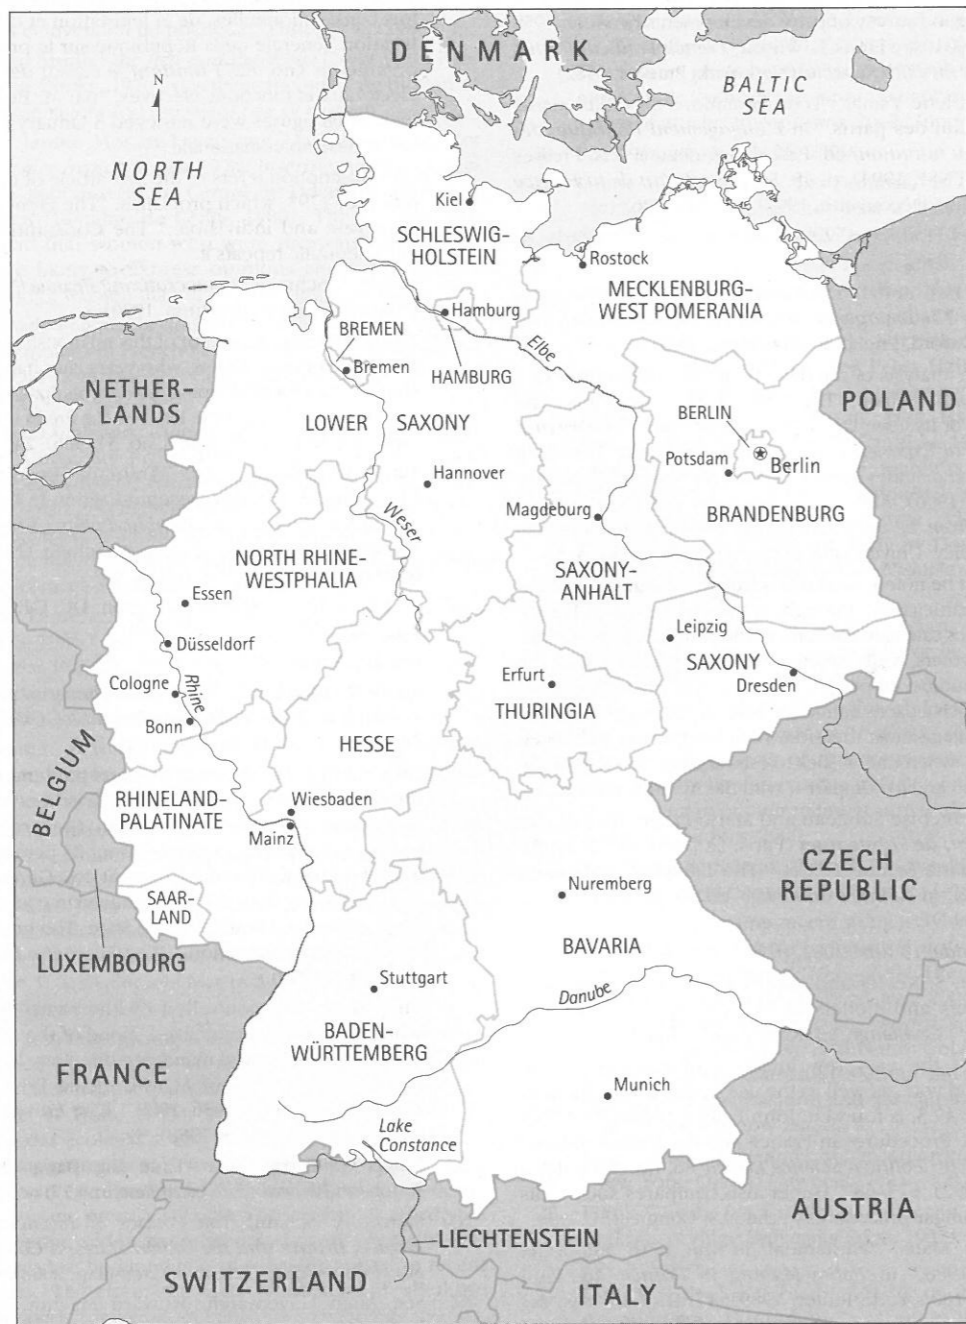 DENMARK
BALTIC
SEA
N
NORTH
SEA
Kiel
SCHLESWIG-
HOLSTEIN
Rostock
MECKLENBURG-
WEST POMERANIA
Hamburg
BREMEN
Elbe
Bremen
HAMBURG
NETHER-
LANDS
POLAND
LOWER SAXONY
BERLIN
Potsdam
Berlin
Hannover
Magdeburg
BRANDENBURG
Weser
NORTH RHINE-
WESTPHALIA
SAXONY-
ANHALT
Essen
Leipzig
Düsseldorf
SAXONY
Cologne
Rhine
Erfurt
Dresden
THURINGIA
Bonn
HESSE
BELGIUM
Wiesbaden
RHINELAND-
PALATINATE
Mainz
CZECH
REPUBLIC
SAAR-
LAND
Nuremberg
BAVARIA
LUXEMBOURG
Stuttgart
Danube
BADEN-
WÜRTTEMBERG
FRANCE
Munich
Lake
Constance
AUSTRIA
LIECHTENSTEIN
SWITZERLAND
ITALY